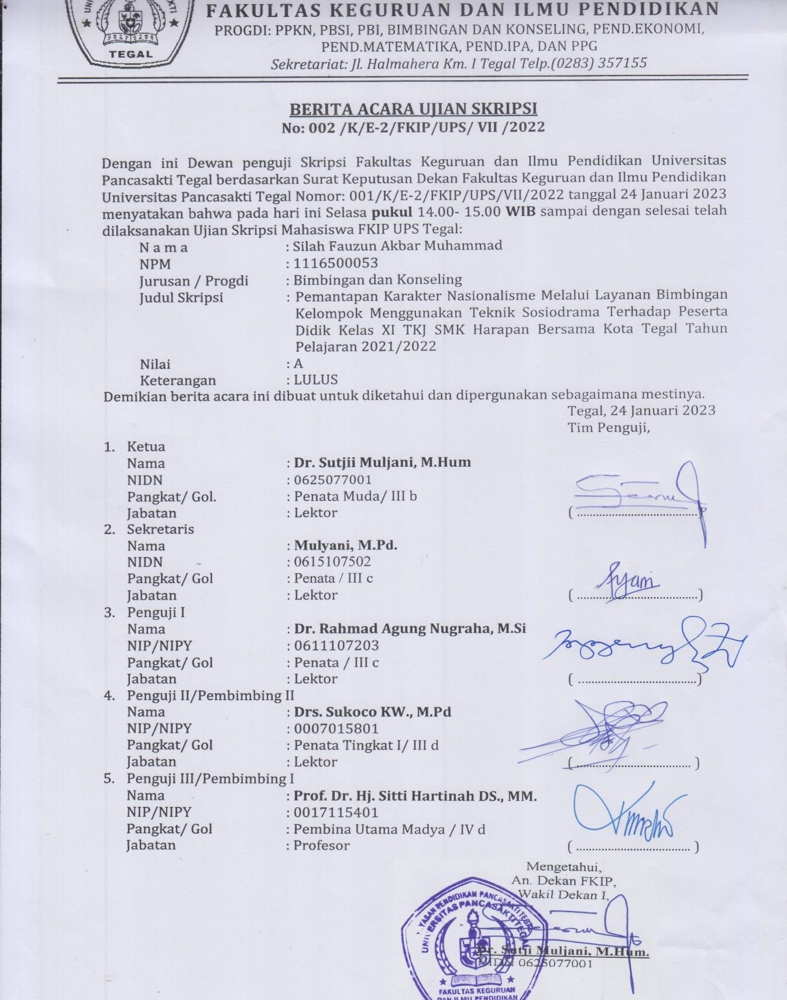 TEGAL
FAKULTAS KEGURUAN DAN ILMU PENDIDIKAN
PROGDI: PPKN, PBSI, PBI, BIMBINGAN DAN KONSELING, PEND.EKONOMI,
PEND.MATEMATIKA, PEND.IPA, DAN PPG
Sekretariat: Jl. Halmahera Km. I Tegal Telp.(0283) 357155
BERITA ACARA UJIAN SKRIPSI
No: 002 /K/E-2/FKIP/UPS/ VII /2022
Dengan ini Dewan penguji Skripsi Fakultas Keguruan dan Ilmu Pendidikan Universitas
Pancasakti Tegal berdasarkan Surat Keputusan Dekan Fakultas Keguruan dan Ilmu Pendidikan
Universitas Pancasakti Tegal Nomor: 001/K/E-2/FKIP/UPS/VII/2022 tanggal 24 Januari 2023
menyatakan bahwa pada hari ini Selasa pukul 14.00- 15.00 WIB sampai dengan selesai telah
dilaksanakan Ujian Skripsi Mahasiswa FKIP UPS Tegal:
N a m a : Silah Fauzun Akbar Muhammad
NPM : 1116500053
Jurusan / Progdi : Bimbingan dan Konseling
Judul Skripsi : Pemantapan Karakter Nasionalisme Melalui Layanan Bimbingan
Kelompok Menggunakan Teknik Sosiodrama Terhadap Peserta
Didik Kelas XI TKJ SMK Harapan Bersama Kota Tegal Tahun
Pelajaran 2021/2022
Nilai : A
Keterangan : LULUS
Demikian berita acara ini dibuat untuk diketahui dan dipergunakan sebagaimana mestinya.
Tegal, 24 Januari 2023
Tim Penguji,
1. Ketua
Nama : Dr. Sutjii Muljani, M.Hum
NIDN : 0625077001
Pangkat/ Gol. : Penata Muda/ III b
Jabatan : Lektor ( ....................................)
2. Sekretaris
Nama : Mulyani, M.Pd.
NIDN : 0615107502
Pangkat/ Gol : Penata / III c
Jabatan : Lektor ( ....................................)
3. Penguji I
Nama : Dr. Rahmad Agung Nugraha, M.Si
NIP/NIPY : 0611107203
Pangkat/ Gol : Penata / III c
Jabatan : Lektor ( ....................................)
4. Penguji II/Pembimbing II
Nama : Drs. Sukoco KW., M.Pd
NIP/NIPY : 0007015801
Pangkat/ Gol : Penata Tingkat I/ III d
Jabatan : Lektor ( .................................... )
5. Penguji III/Pembimbing I
Nama : Prof. Dr. Hj. Sitti Hartinah DS., MM.
NIP/NIPY : 0017115401
Pangkat/ Gol : Pembina Utama Madya / IV d
Jabatan : Profesor ( .................................... )
Mengetahui,
An. Dekan FKIP,
Wakil Dekan I,
YASAN PENDIDIKAN PANCASAKTI TEGAL
UNIVERSITAS PANCASAKTI TEGAL
Dr. Sutji Muljani, M.Hum.
NIDN 0625077001
FAKULTAS KEGURUAN
DAN ILMU PENDIDIKAN